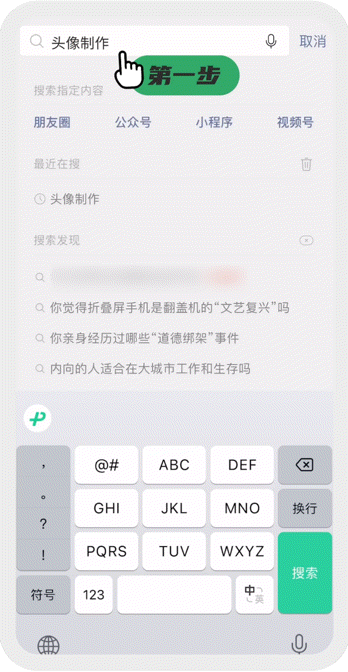 头像制作
取消
第一步
搜索指定内容
朋友圈 公众号 小程序 视频号
最近在搜
头像制作
搜索发现
你觉得折叠屏手机是翻盖机的“文艺复兴”吗
你亲身经历过哪些“道德绑架”事件
内向的人适合在大城市工作和生存吗
， @# ABC DEF
。 GHI JKL MNO 换行
？ PQRS TUV WXYZ 搜索
！
符号 123 中 英